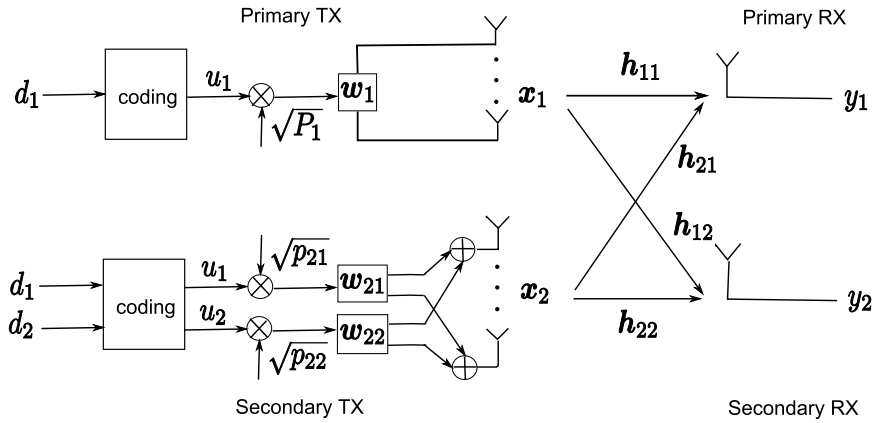 Primary TX
Primary RX
d₁
coding
u₁
√P₁
w₁
x₁
h₁₁
y₁
h₂₁
h₁₂
d₁
d₂
coding
u₁
u₂
√p₂₁
√p₂₂
w₂₁
w₂₂
x₂
h₂₂
y₂
Secondary TX
Secondary RX